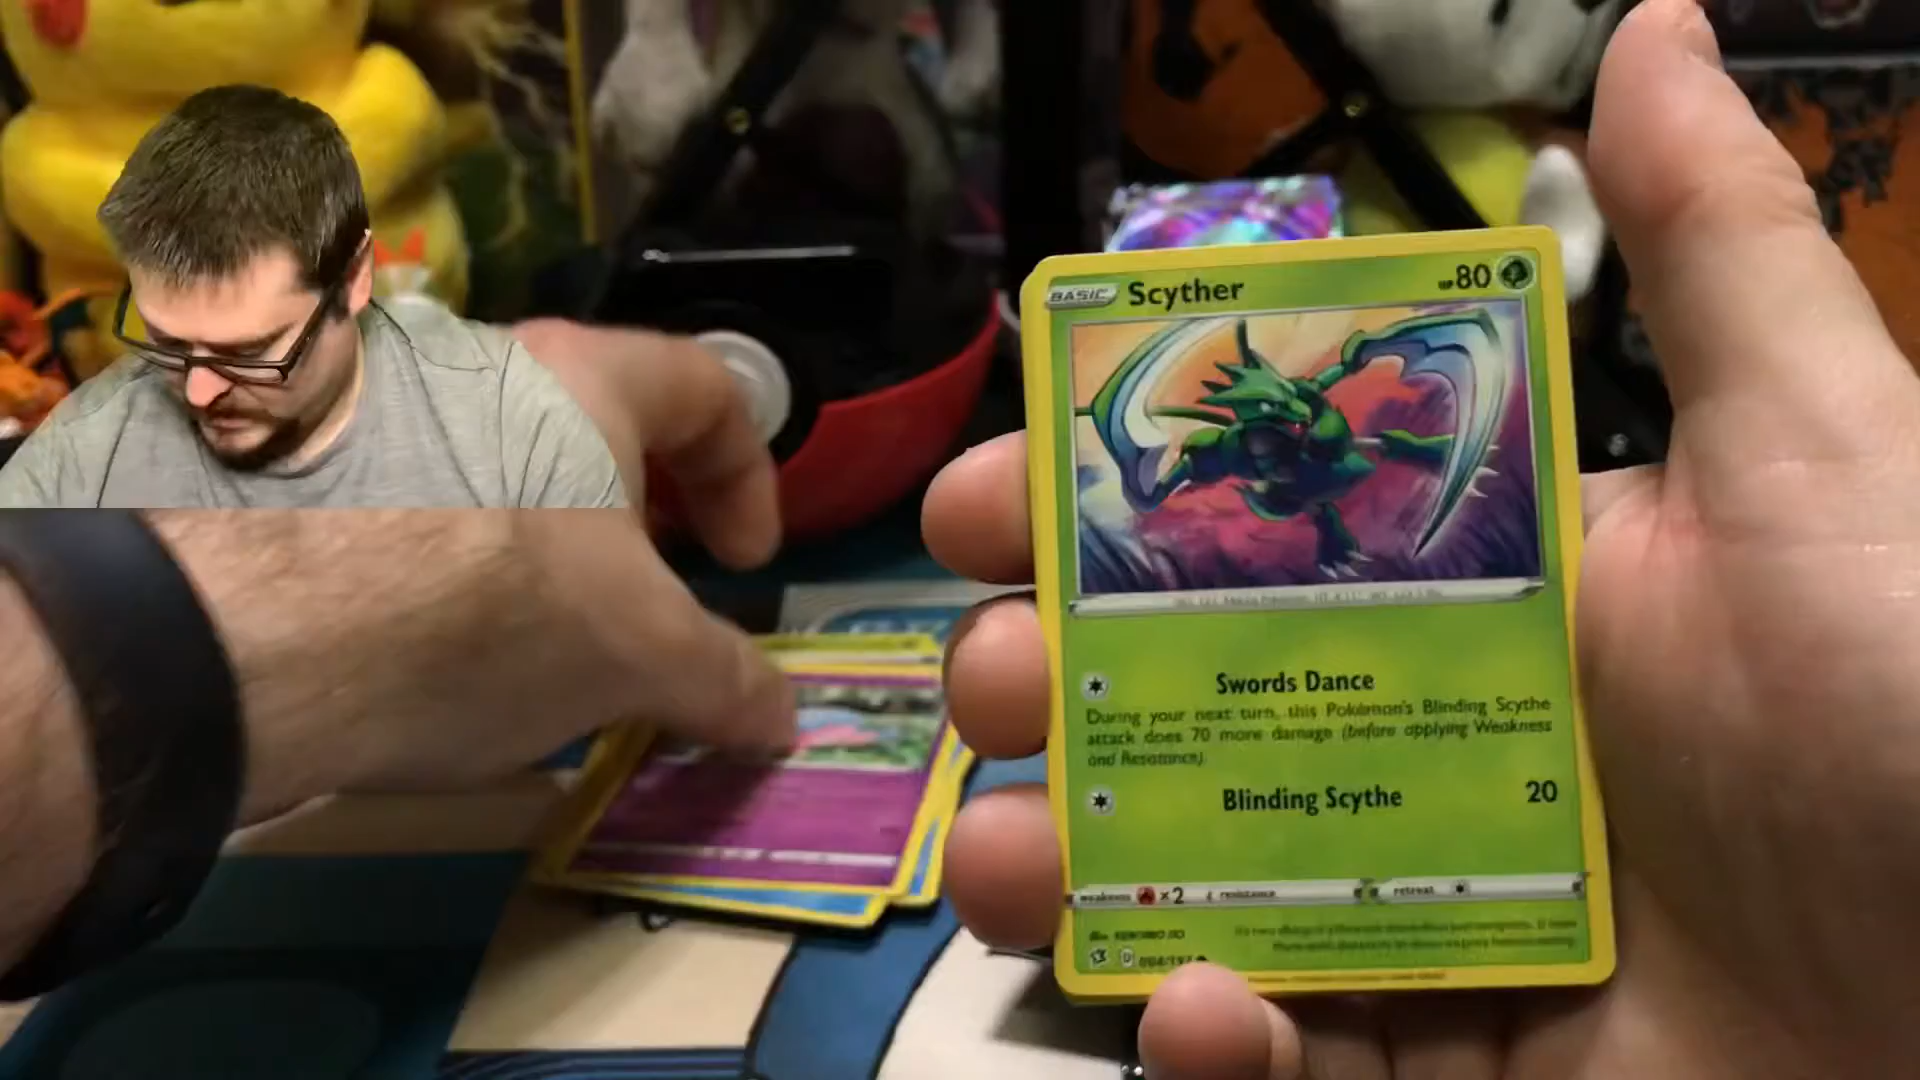 BASIC Scyther HP 80
Swords Dance
During your next turn, this Pokémon's Blinding Scythe
attack does 70 more damage (before applying Weakness
and Resistance).
Blinding Scythe 20
weakness ×2 resistance retreat
D